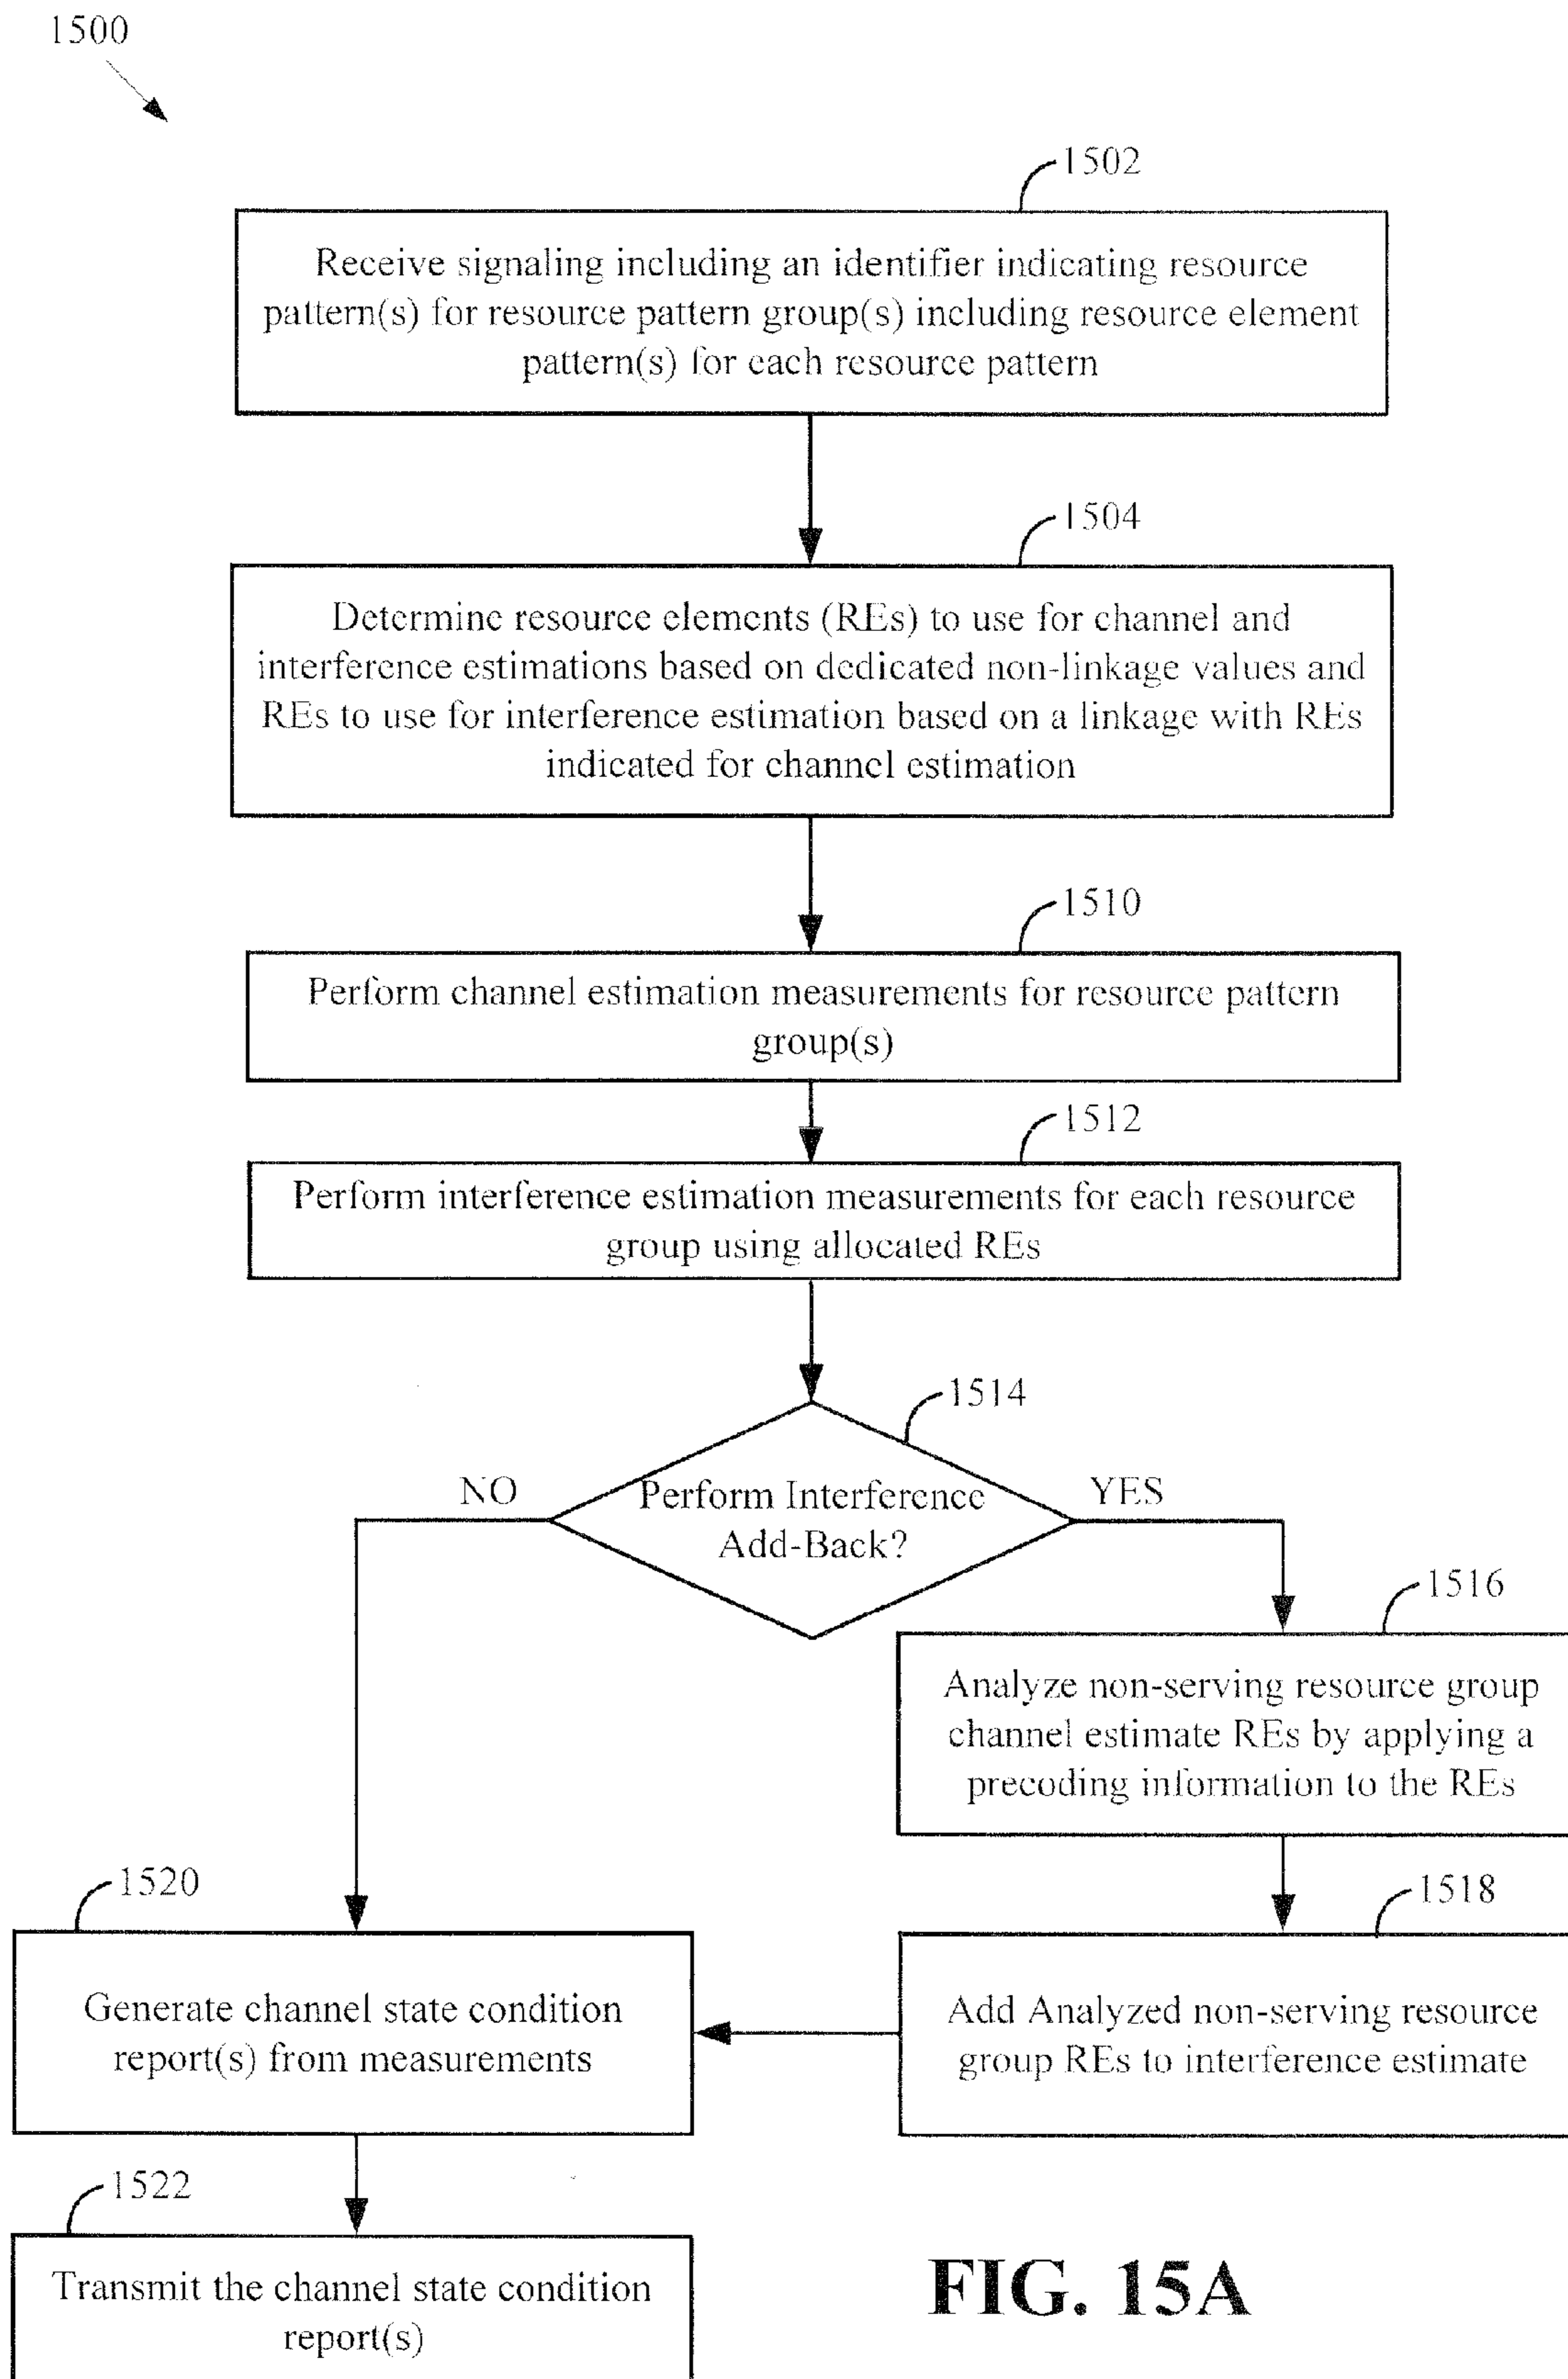 1500
1502
Receive signaling including an identifier indicating resource
pattern(s) for resource pattern group(s) including resource element
pattern(s) for each resource pattern
1504
Determine resource elements (REs) to use for channel and
interference estimations based on dedicated non-linkage values and
REs to use for interference estimation based on a linkage with REs
indicated for channel estimation
1510
Perform channel estimation measurements for resource pattern
group(s)
1512
Perform interference estimation measurements for each resource
group using allocated REs
1514
NO
Perform Interference
Add-Back?
YES
1516
Analyze non-serving resource group
channel estimate REs by applying a
precoding information to the REs
1518
Add Analyzed non-serving resource
group REs to interference estimate
1520
Generate channel state condition
report(s) from measurements
1522
Transmit the channel state condition
report(s)
FIG. 15A